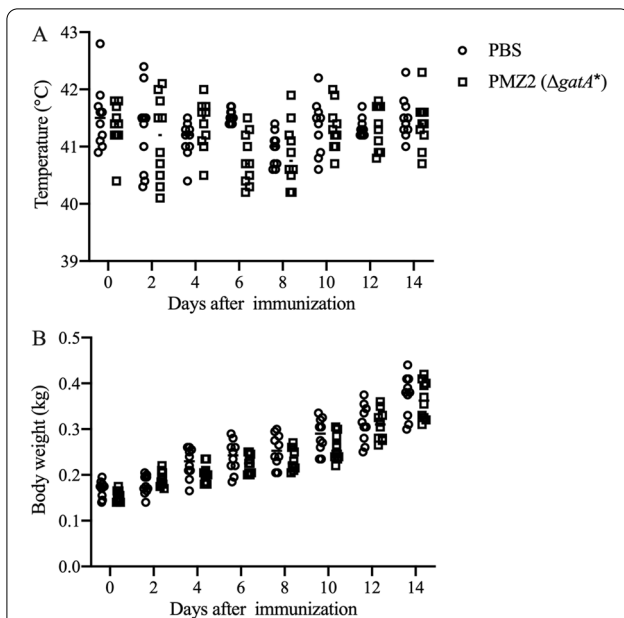 A
43
42
41
40
39
Temperature (°C)
0 2 4 6 8 10 12 14
Days after immunization
PBS
PMZ2 (ΔgatA*)
B
0.5
0.4
0.3
0.2
0.1
0.0
Body weight (kg)
0 2 4 6 8 10 12 14
Days after immunization